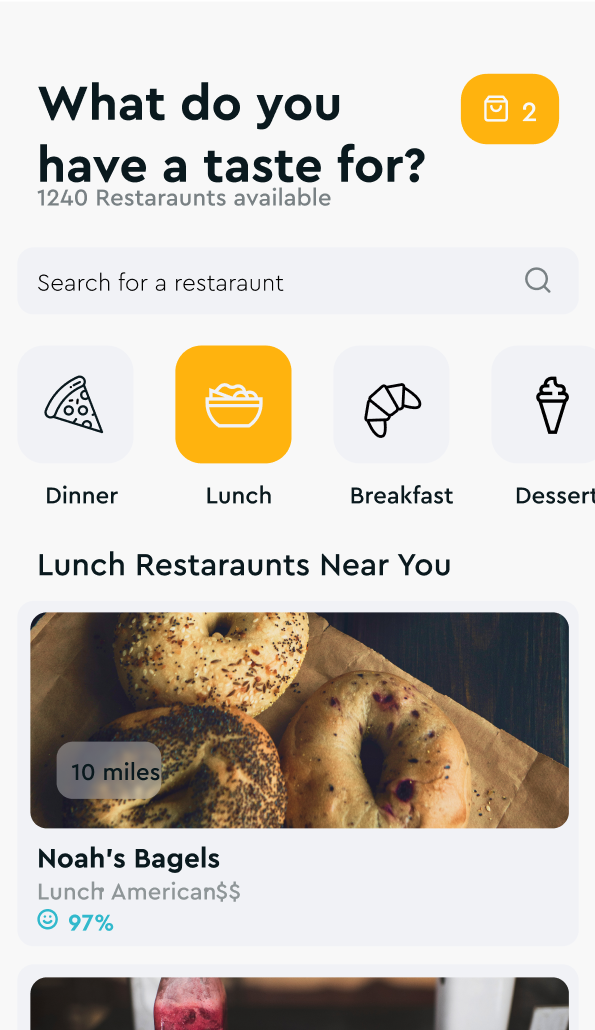 What do you
have a taste for?
2
1240 Restaraunts available
Search for a restaraunt
Dinner
Lunch
Breakfast
Dessert
Lunch Restaraunts Near You
10 miles
Noah's Bagels
Lunch American$$
97%